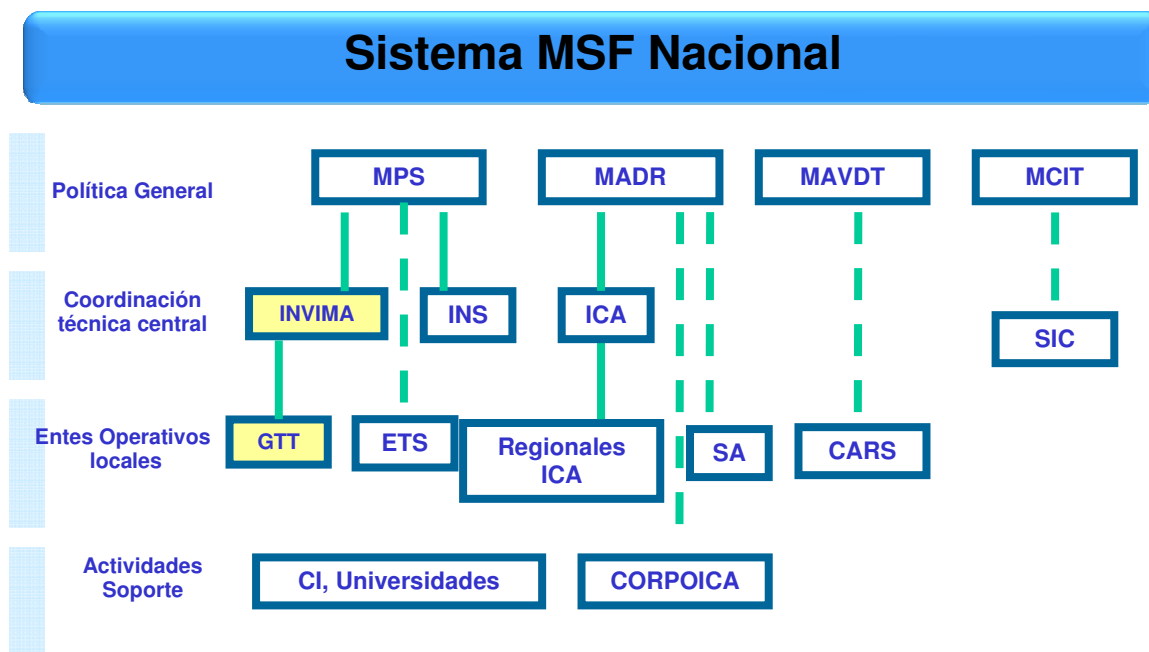 Sistema MSF Nacional
Política General
MPS
MADR
MAVDT
MCIT
Coordinación
técnica central
INVIMA
INS
ICA
SIC
Entes Operativos
locales
GTT
ETS
Regionales
ICA
SA
CARS
Actividades
Soporte
CI, Universidades
CORPOICA